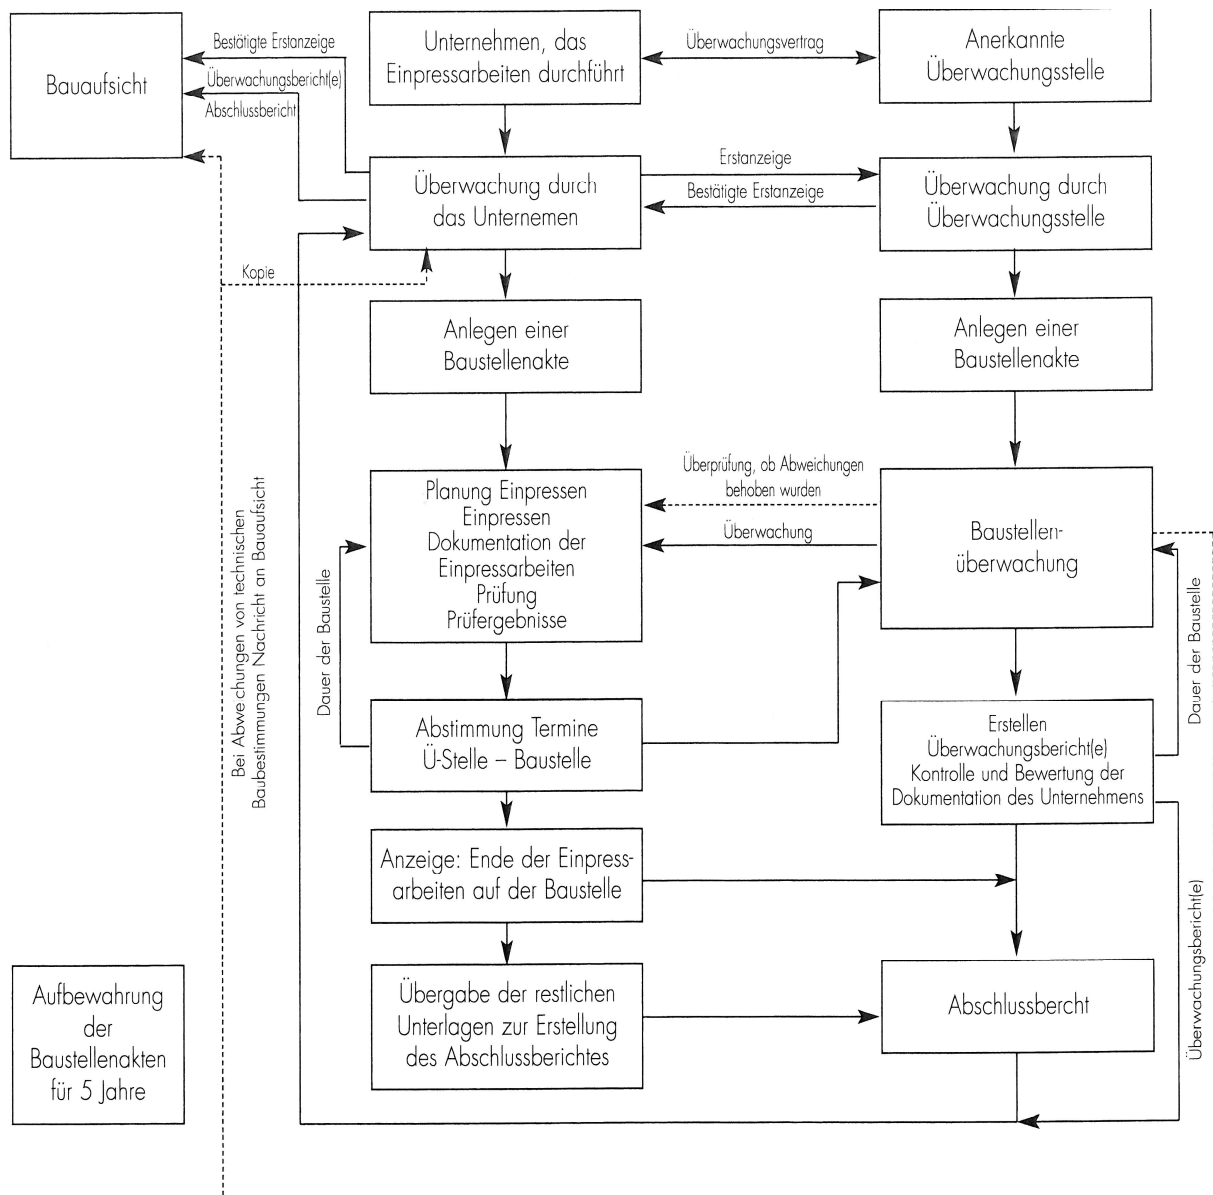 Bauaufsicht
Bestätigte Erstanzeige
Überwachungsbericht(e)
Abschlussbericht
Unternehmen, das
Einpressarbeiten durchführt
Überwachungsvertrag
Anerkannte
Überwachungsstelle
Überwachung durch
das Unternemen
Erstanzeige
Bestätigte Erstanzeige
Überwachung durch
Überwachungsstelle
Kopie
Anlegen einer
Baustellenakte
Anlegen einer
Baustellenakte
Bei Abweichungen von technischen
Baubestimmungen Nachricht an Bauaufsicht
Dauer der Baustelle
Planung Einpressen
Einpressen
Dokumentation der
Einpressarbeiten
Prüfung
Prüfergebnisse
Überprüfung, ob Abweichungen
behoben wurden
Überwachung
Baustellen-
überwachung
Dauer der Baustelle
Abstimmung Termine
Ü-Stelle – Baustelle
Erstellen
Überwachungsbericht(e)
Kontrolle und Bewertung der
Dokumentation des Unternehmens
Anzeige: Ende der Einpress-
arbeiten auf der Baustelle
Überwachungsbericht(e)
Aufbewahrung
der
Baustellenakten
für 5 Jahre
Übergabe der restlichen
Unterlagen zur Erstellung
des Abschlussberichtes
Abschlussbercht